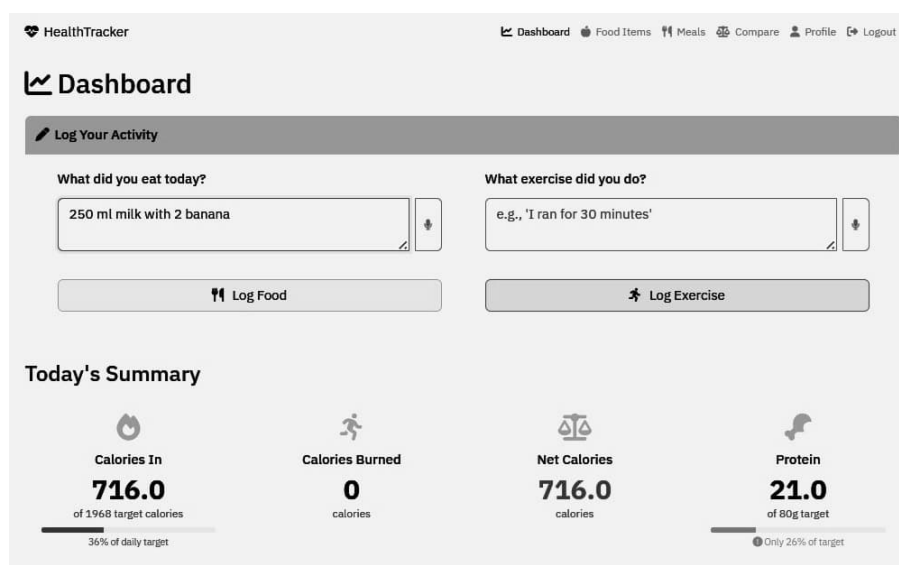 HealthTracker
Dashboard Food Items Meals Compare Profile Logout
Dashboard
Log Your Activity
What did you eat today? What exercise did you do?
250 ml milk with 2 banana e.g., 'I ran for 30 minutes'
Log Food Log Exercise
Today's Summary
Calories In Calories Burned Net Calories Protein
716.0 0 716.0 21.0
of 1968 target calories calories calories of 80g target
36% of daily target Only 26% of target